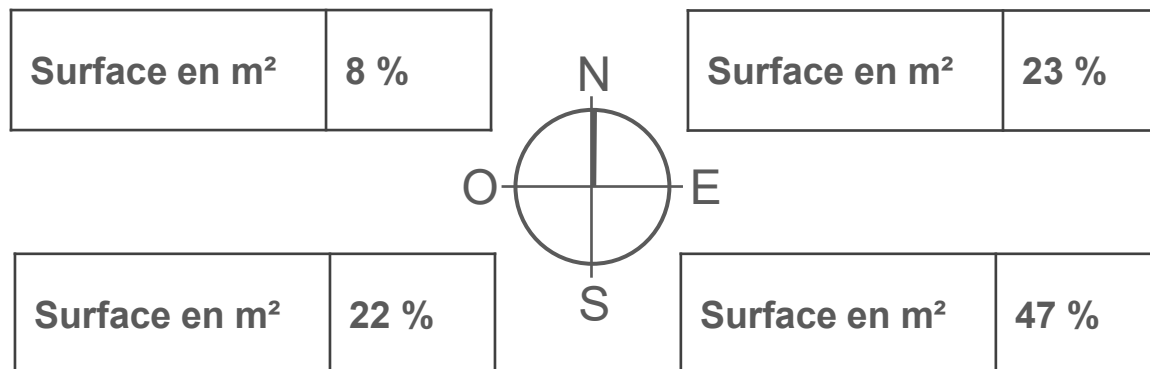 Surface en m² 8 %
N
Surface en m² 23 %
O
E
S
Surface en m² 22 %
Surface en m² 47 %